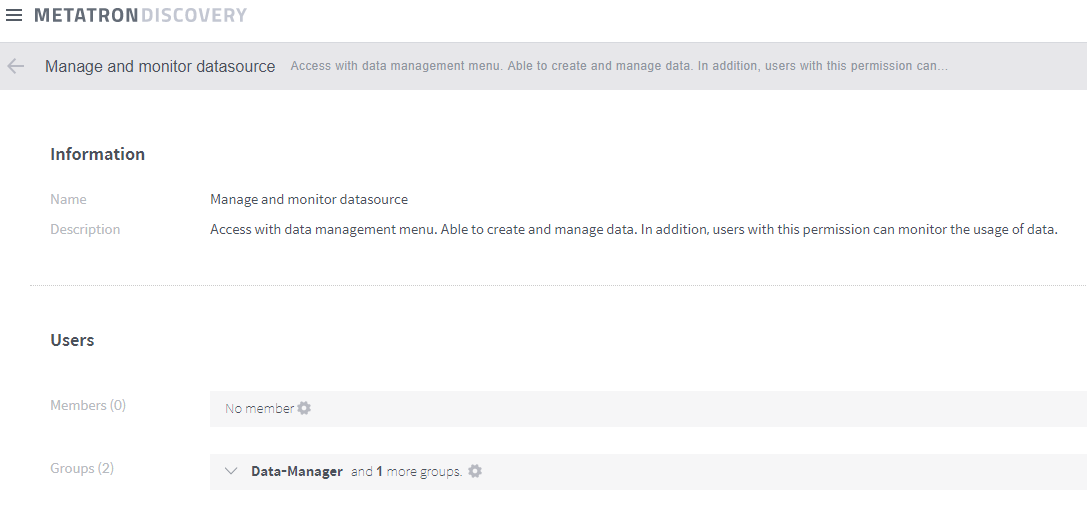 METATRONDISCOVERY
Manage and monitor datasource Access with data management menu. Able to create and manage data. In addition, users with this permission can...
Information
Name Manage and monitor datasource
Description Access with data management menu. Able to create and manage data. In addition, users with this permission can monitor the usage of data.
Users
Members (0) No member
Groups (2) Data-Manager and 1 more groups.